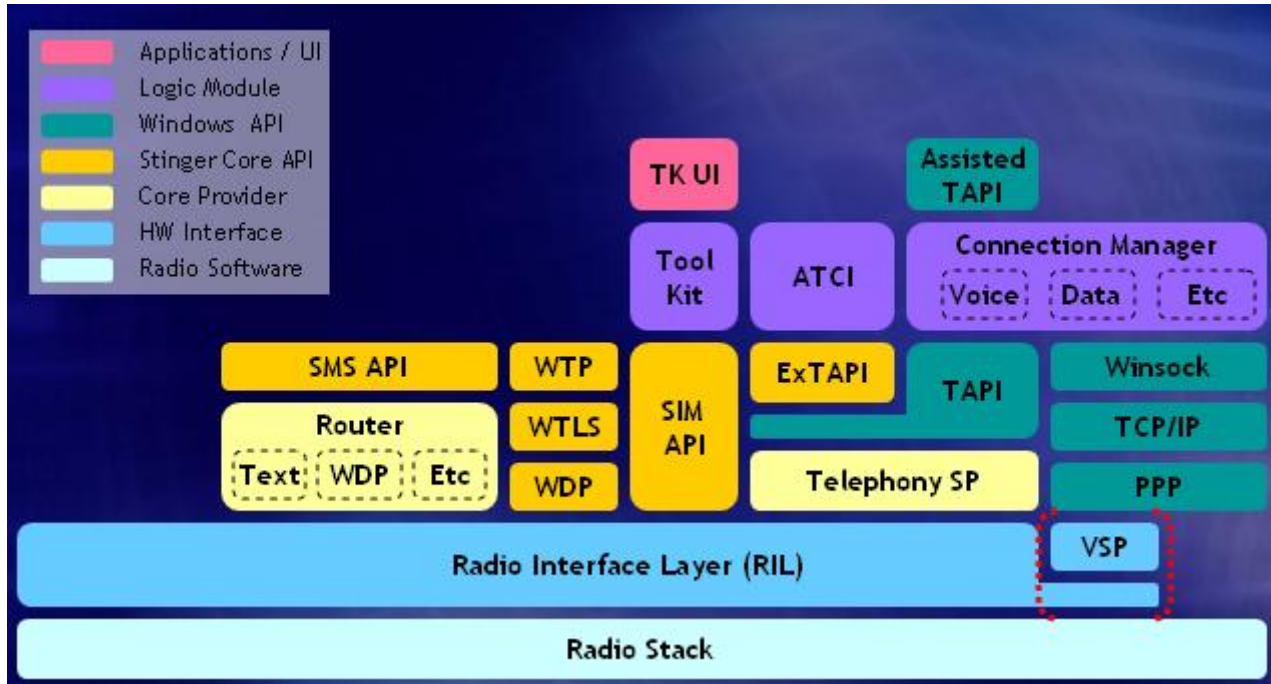 Applications / UI
Logic Module
Windows API
Stinger Core API
Core Provider
HW Interface
Radio Software
TK UI
Assisted
TAPI
Tool
Kit
ATCI
Connection Manager
Voice Data Etc
SMS API
WTP
SIM
API
ExTAPI
TAPI
Winsock
Router
Text WDP Etc
WTLS
TCP/IP
WDP
Telephony SP
PPP
Radio Interface Layer (RIL)
VSP
Radio Stack